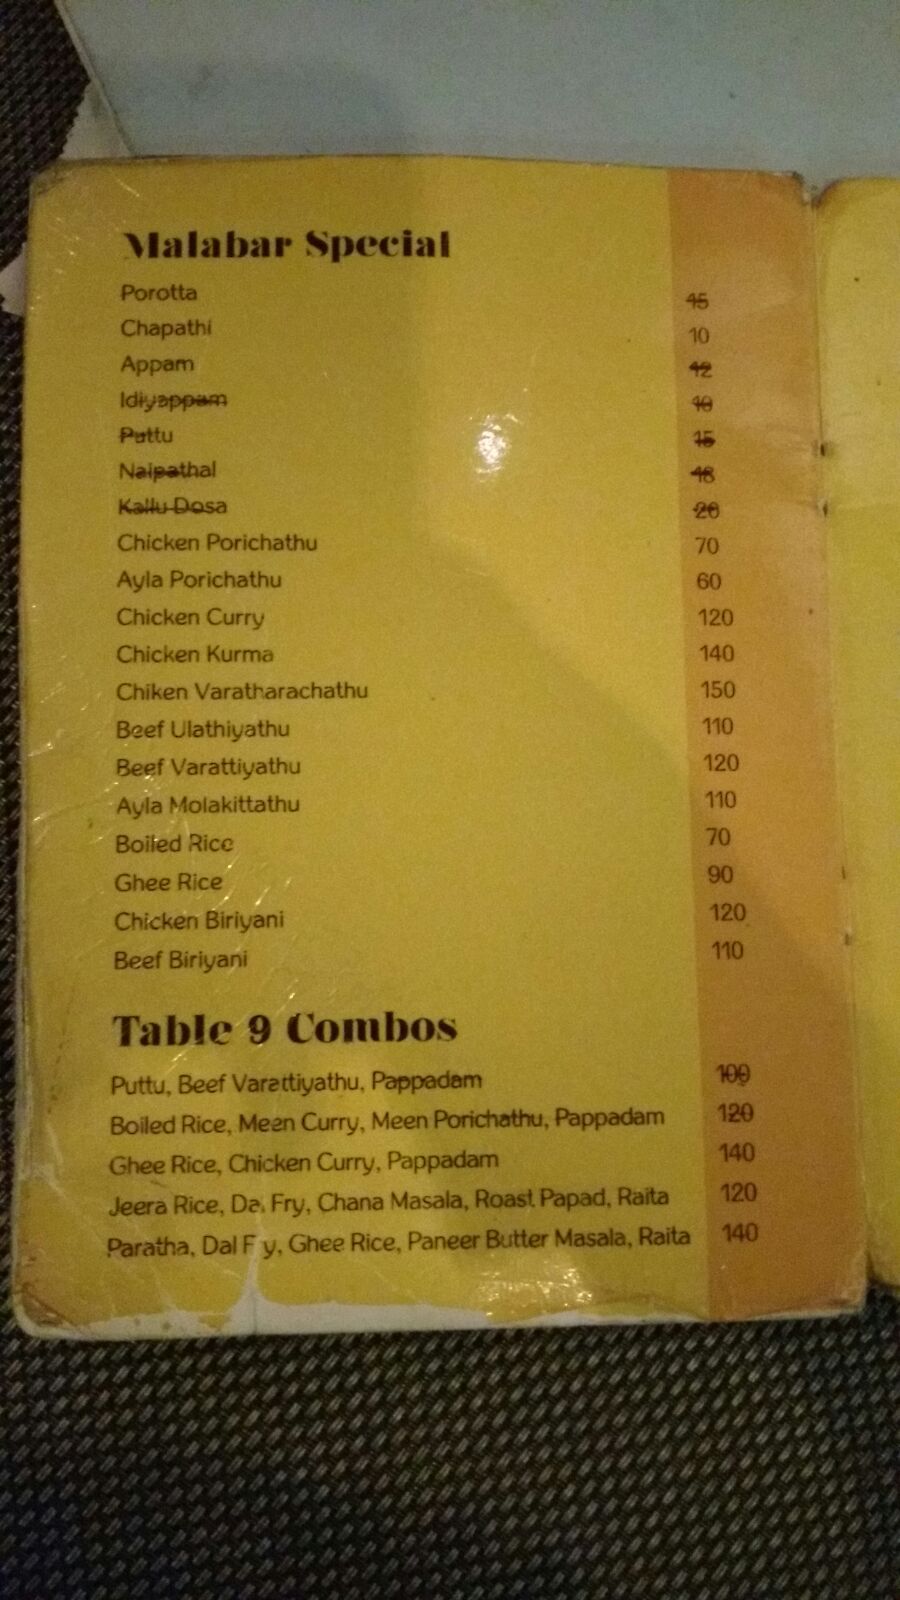 Malabar Special
Porotta 15
Chapathi 10
Appam 12
Idiyappam 10
Puttu 15
Naipathal 18
Kallu Dosa 20
Chicken Porichathu 70
Ayla Porichathu 60
Chicken Curry 120
Chicken Kurma 140
Chiken Varatharachathu 150
Beef Ulathiyathu 110
Beef Varattiyathu 120
Ayla Molakittathu 110
Boiled Rice 70
Ghee Rice 90
Chicken Biriyani 120
Beef Biriyani 110
Table 9 Combos
Puttu, Beef Varattiyathu, Pappadam 100
Boiled Rice, Meen Curry, Meen Porichathu, Pappadam 120
Ghee Rice, Chicken Curry, Pappadam 140
Jeera Rice, Dal Fry, Chana Masala, Roast Papad, Raita 120
Paratha, Dal Fry, Ghee Rice, Paneer Butter Masala, Raita 140